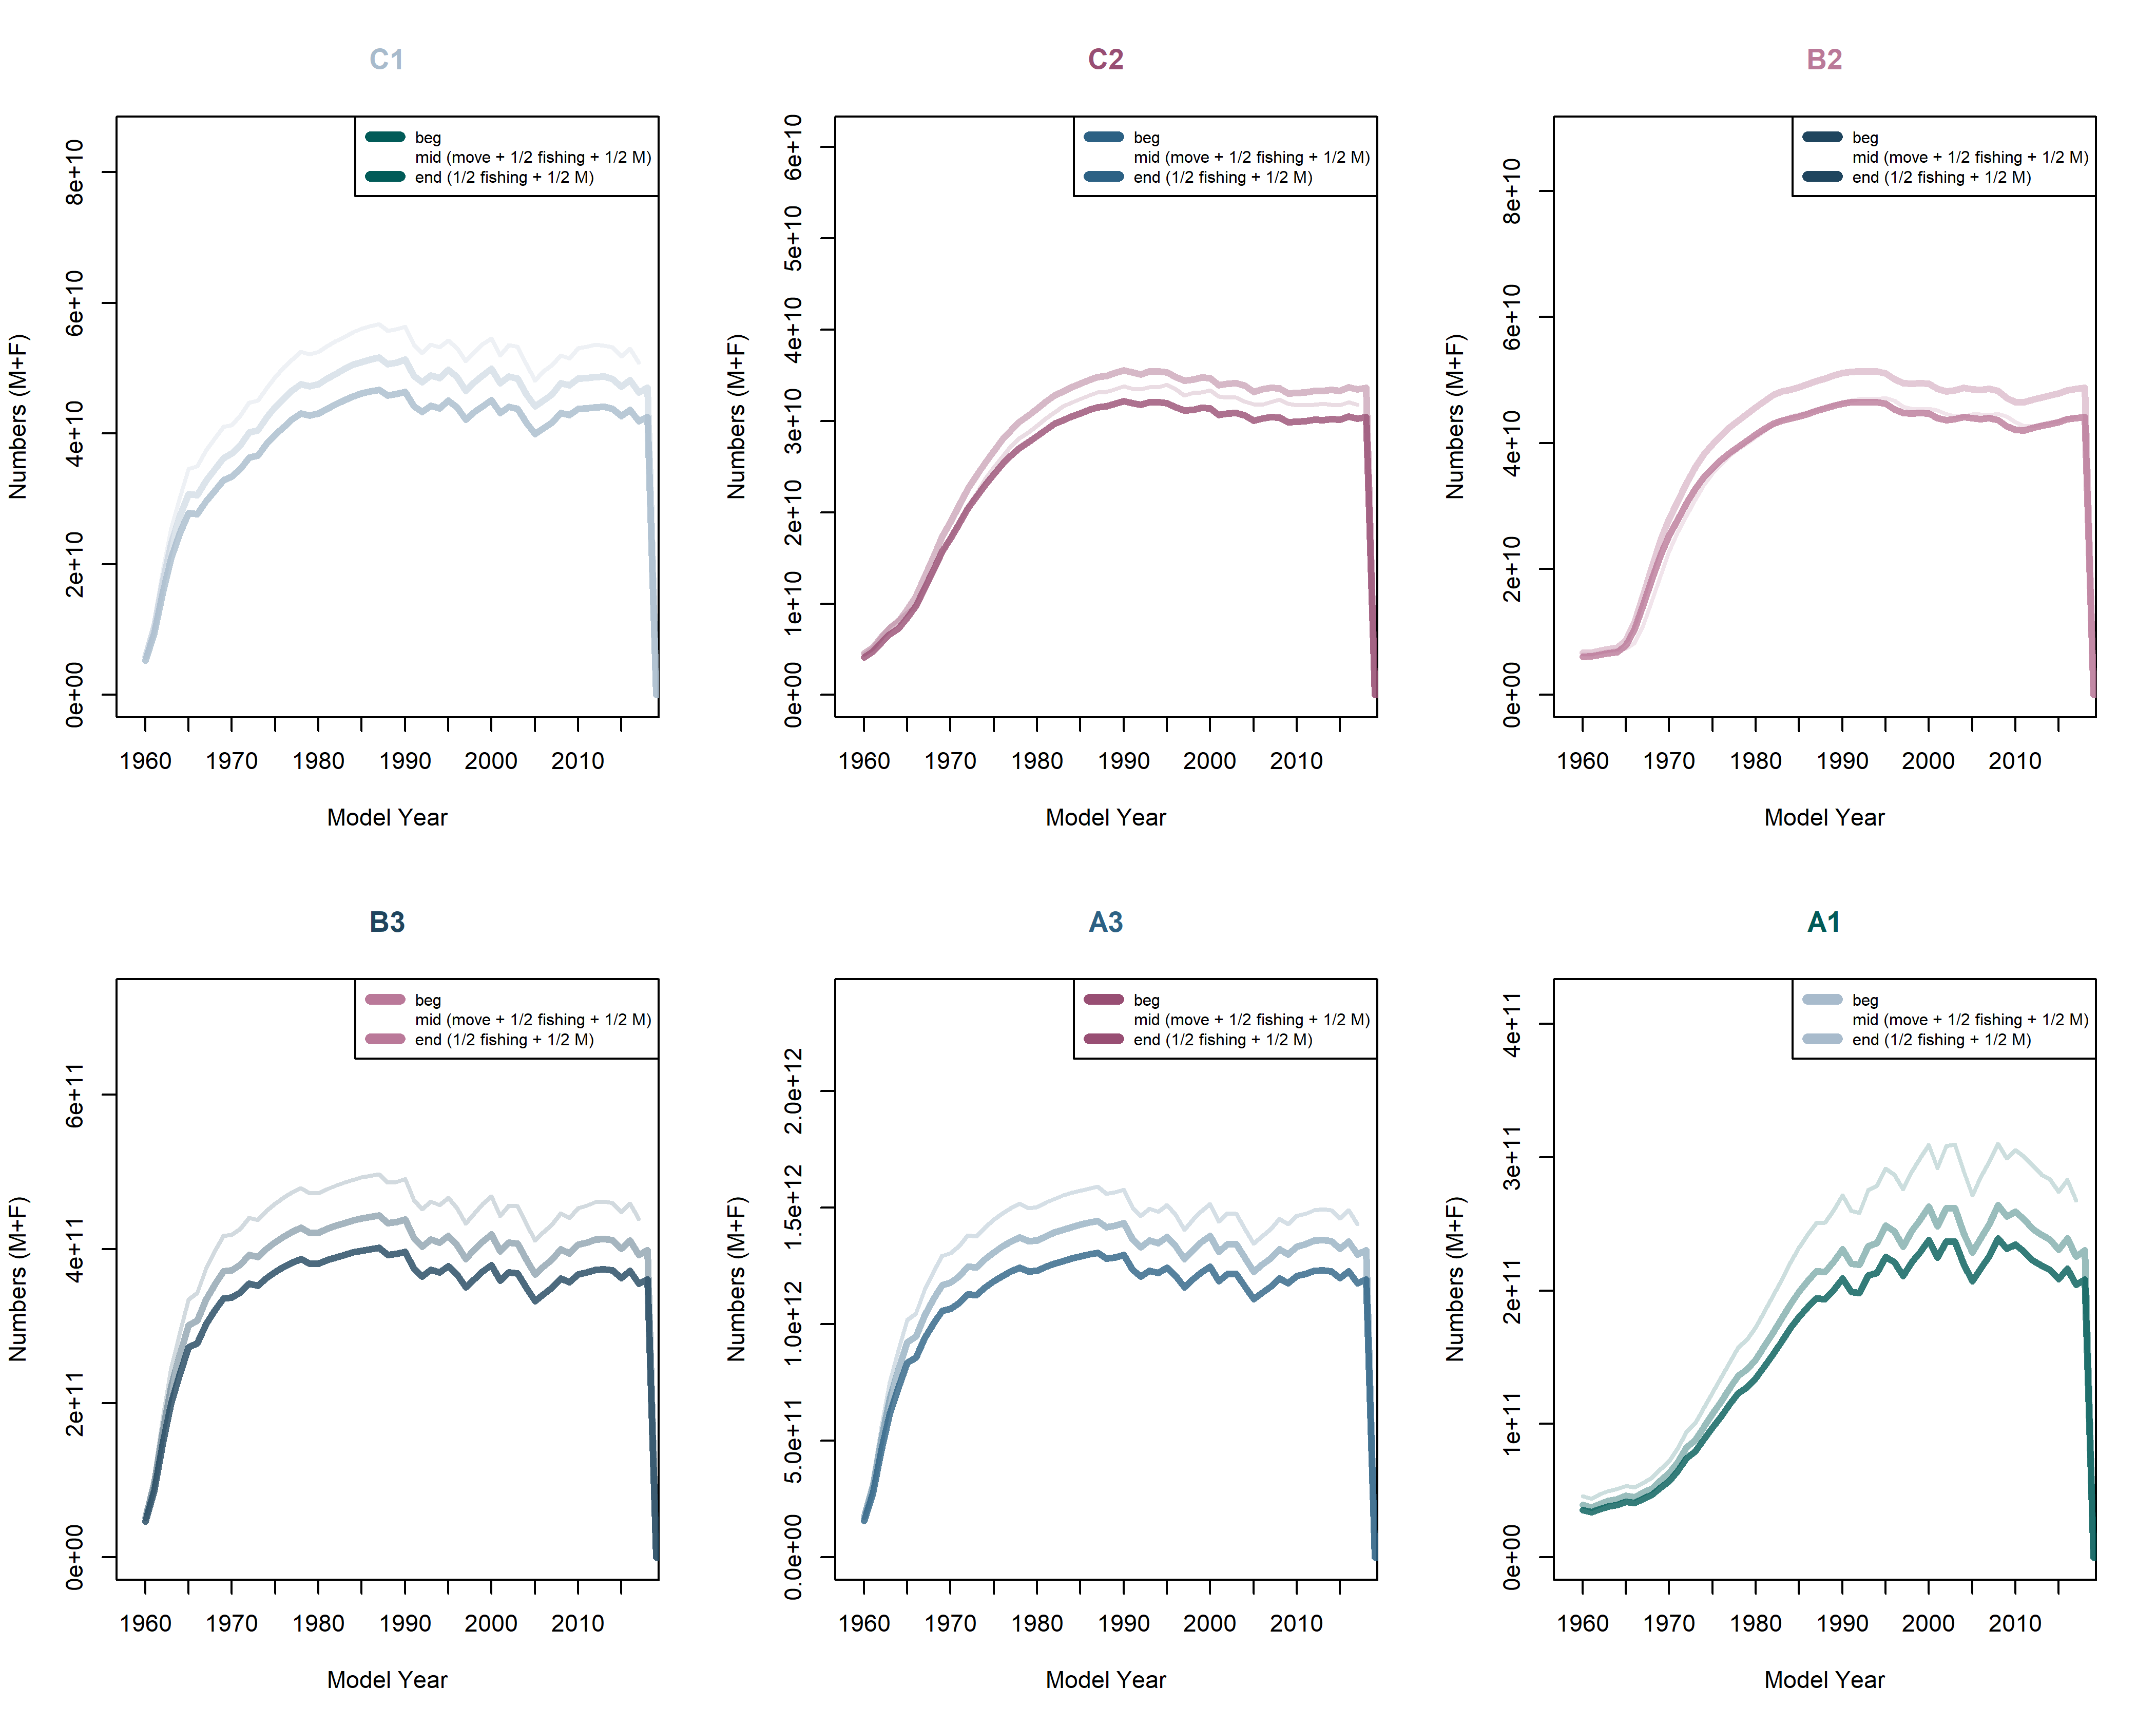 C1
beg
mid (move + 1/2 fishing + 1/2 M)
end (1/2 fishing + 1/2 M)
Numbers (M+F)
0e+00 2e+10 4e+10 6e+10 8e+10
1960 1970 1980 1990 2000 2010
Model Year
C2
beg
mid (move + 1/2 fishing + 1/2 M)
end (1/2 fishing + 1/2 M)
Numbers (M+F)
0e+00 1e+10 2e+10 3e+10 4e+10 5e+10 6e+10
1960 1970 1980 1990 2000 2010
Model Year
B2
beg
mid (move + 1/2 fishing + 1/2 M)
end (1/2 fishing + 1/2 M)
Numbers (M+F)
0e+00 2e+10 4e+10 6e+10 8e+10
1960 1970 1980 1990 2000 2010
Model Year
B3
beg
mid (move + 1/2 fishing + 1/2 M)
end (1/2 fishing + 1/2 M)
Numbers (M+F)
0e+00 2e+11 4e+11 6e+11
1960 1970 1980 1990 2000 2010
Model Year
A3
beg
mid (move + 1/2 fishing + 1/2 M)
end (1/2 fishing + 1/2 M)
Numbers (M+F)
0.0e+00 5.0e+11 1.0e+12 1.5e+12 2.0e+12
1960 1970 1980 1990 2000 2010
Model Year
A1
beg
mid (move + 1/2 fishing + 1/2 M)
end (1/2 fishing + 1/2 M)
Numbers (M+F)
0e+00 1e+11 2e+11 3e+11 4e+11
1960 1970 1980 1990 2000 2010
Model Year